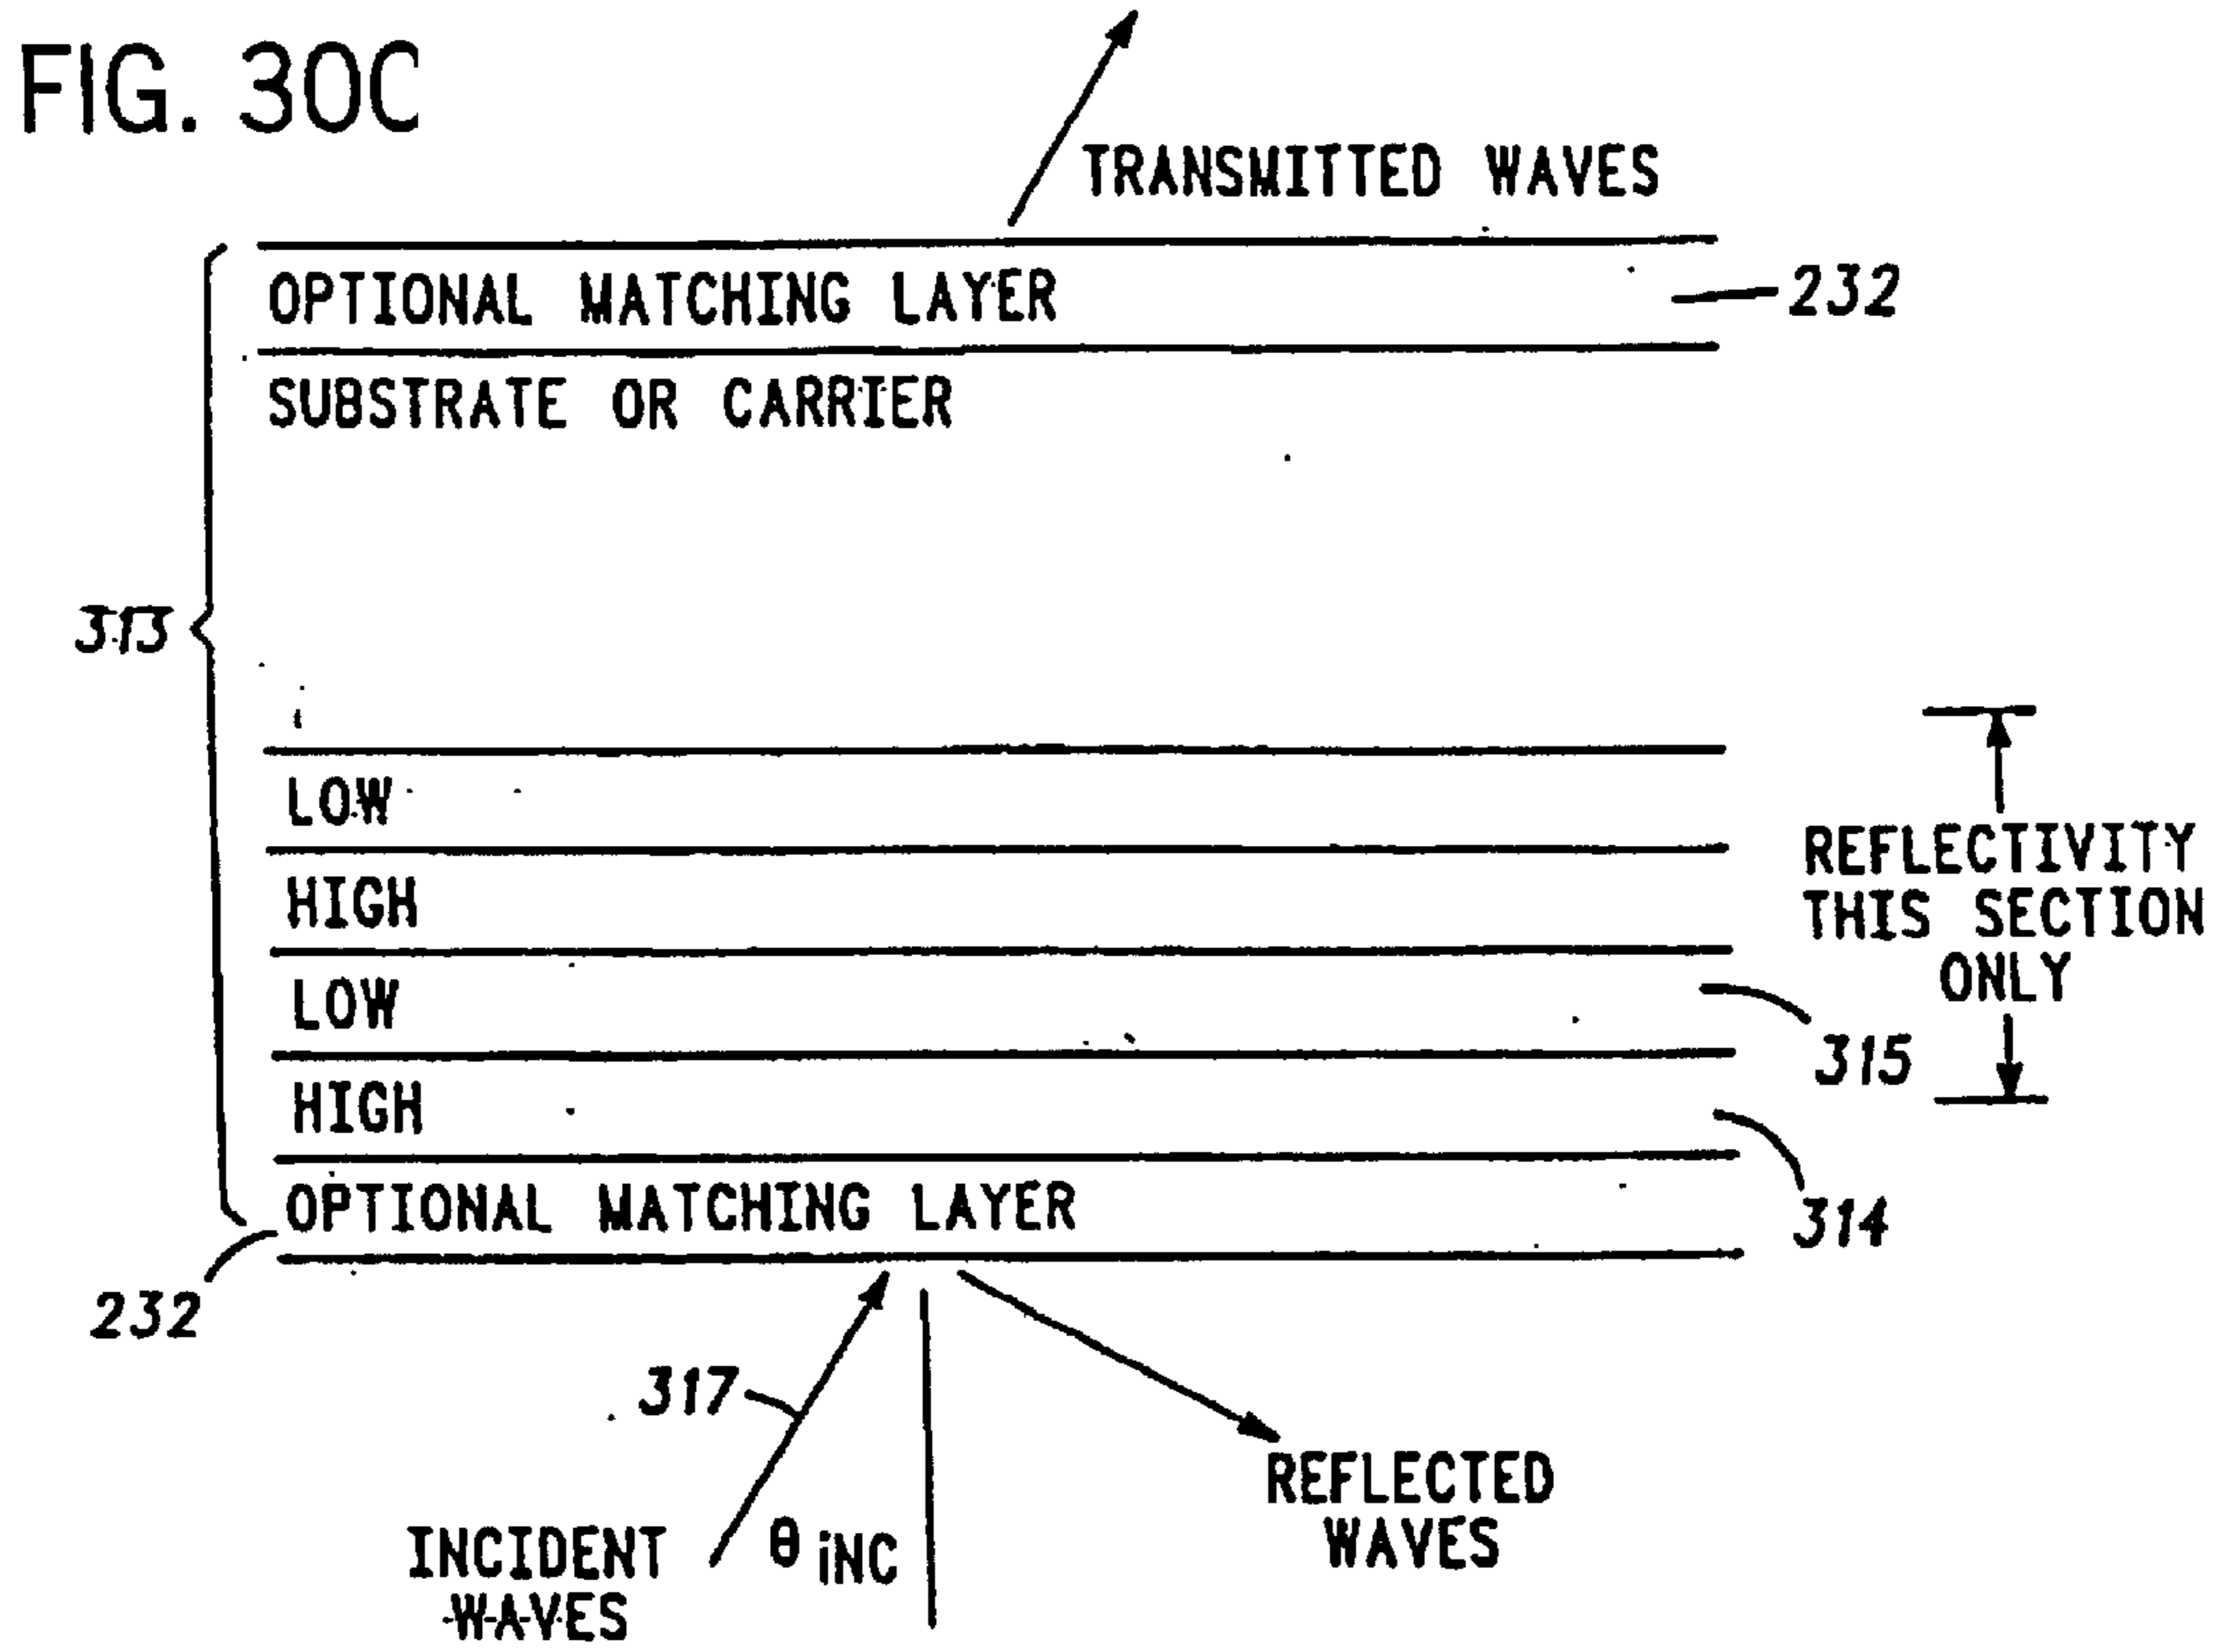 FIG. 30C
TRANSMITTED WAVES
OPTIONAL MATCHING LAYER
232
SUBSTRATE OR CARRIER
313
LOW
HIGH
REFLECTIVITY
THIS SECTION
ONLY
LOW
315
HIGH
314
OPTIONAL MATCHING LAYER
232
317
INCIDENT
WAVES
θ iNC
REFLECTED
WAVES